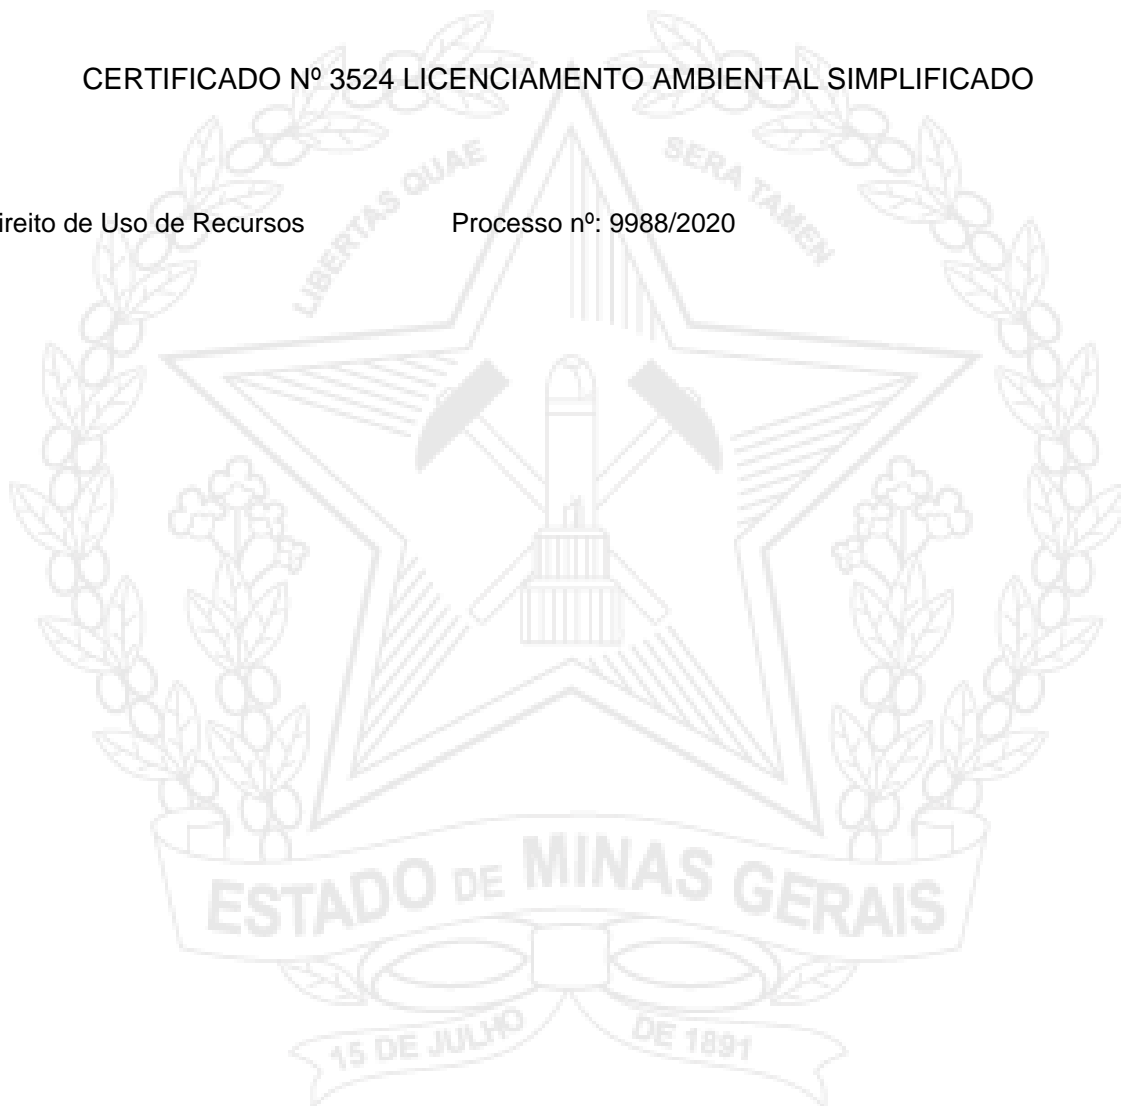 CERTIFICADO Nº 3524 LICENCIAMENTO AMBIENTAL SIMPLIFICADO
LIBERTAS QUAE SERA TAMEN
ireito de Uso de Recursos Processo nº: 9988/2020
ESTADO DE MINAS GERAIS
15 DE JULHO DE 1891